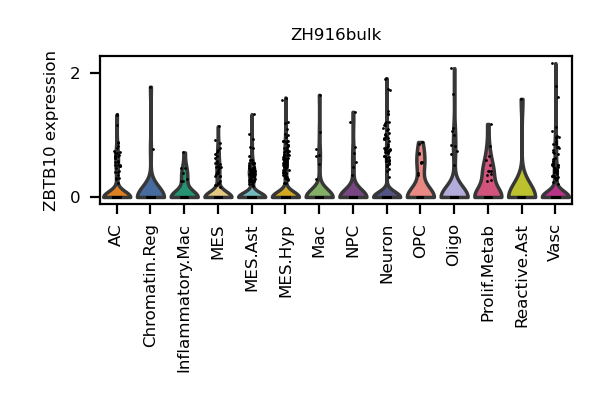 ZH916bulk
ZBTB10 expression
2
0
AC
Chromatin.Reg
Inflammatory.Mac
MES
MES.Ast
MES.Hyp
Mac
NPC
Neuron
OPC
Oligo
Prolif.Metab
Reactive.Ast
Vasc